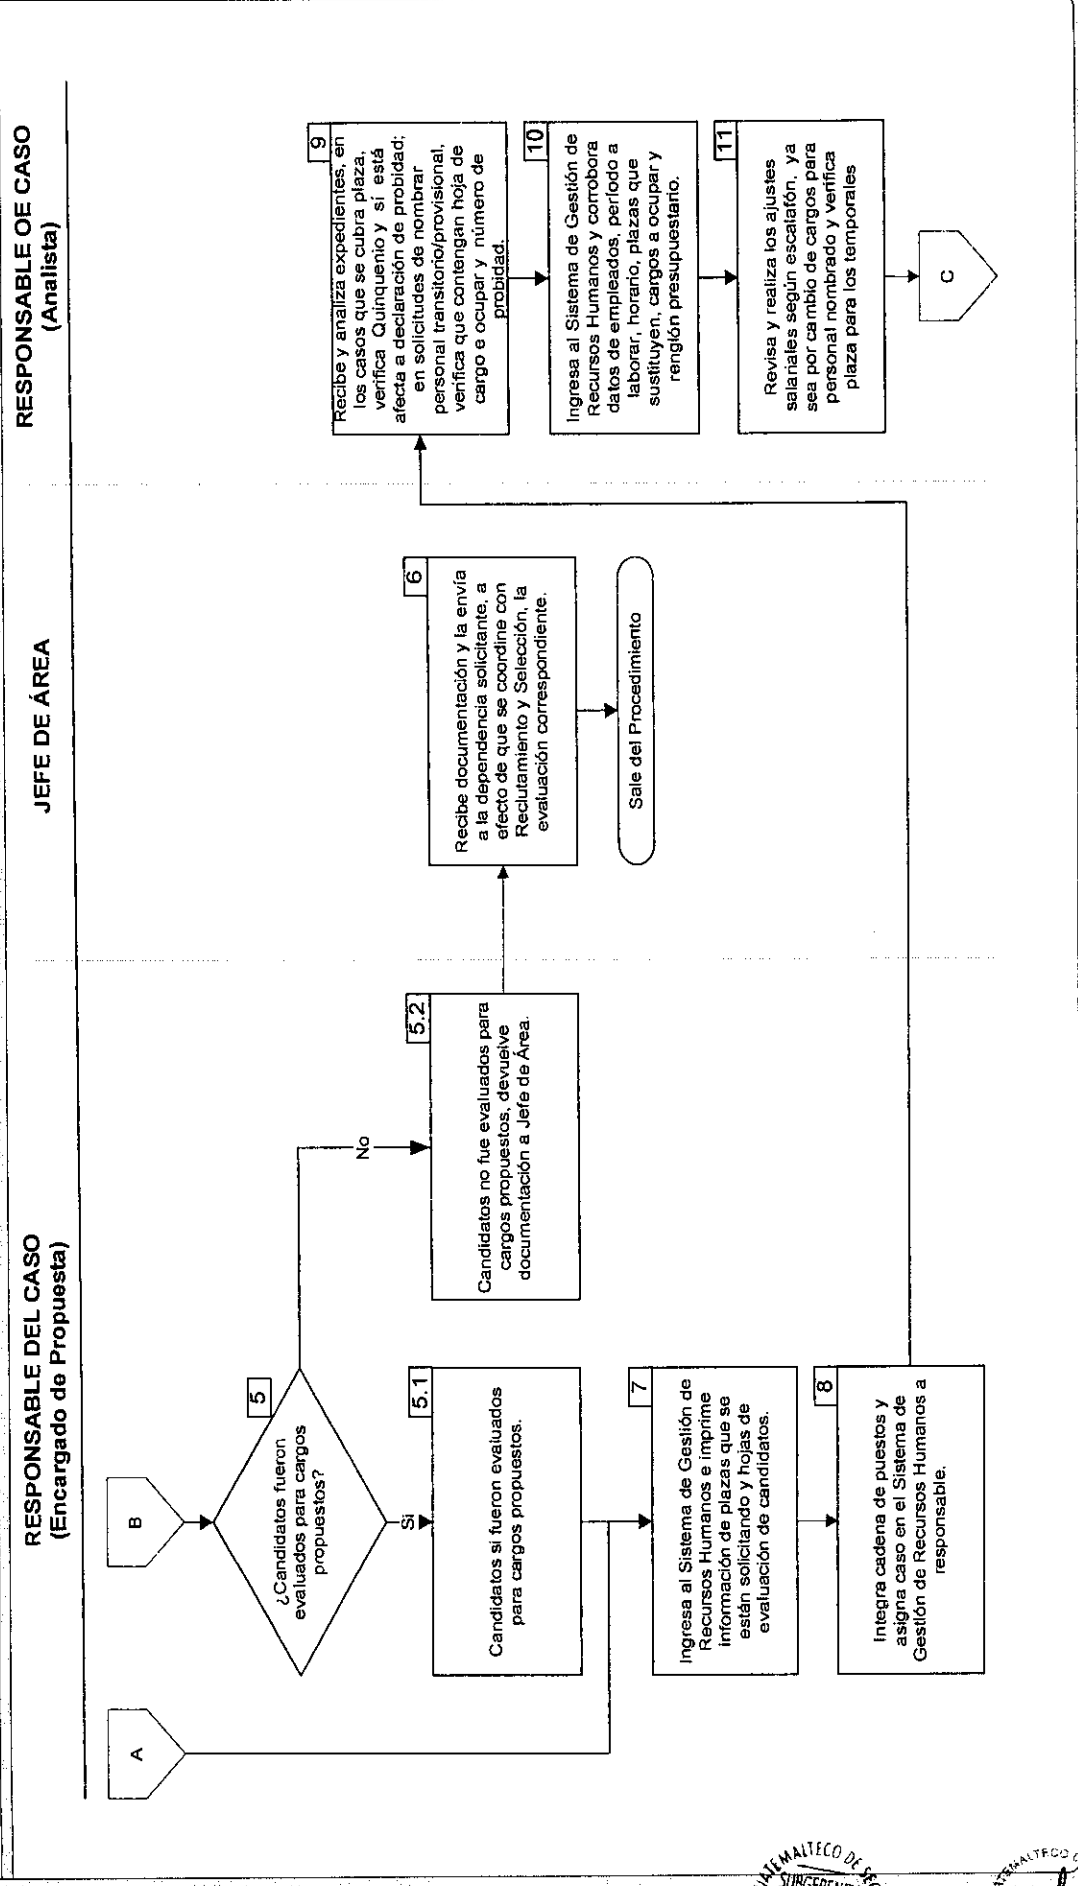 RESPONSABLE DEL CASO
(Encargado de Propuesta)
JEFE DE ÁREA
RESPONSABLE OE CASO
(Analista)
A
B
5
¿Candidatos fueron
evaluados para cargos
propuestos?
No
Si
5.1
Candidatos si fueron evaluados
para cargos propuestos.
5.2
Candidatos no fue evaluados para
cargos propuestos, devuelve
documentación a Jefe de Área.
6
Recibe documentación y la envía
a la dependencia solicitante, a
efecto de que se coordine con
Reclutamiento y Selección, la
evaluación correspondiente.
Sale del Procedimiento
7
Ingresa al Sistema de Gestión de
Recursos Humanos e imprime
información de plazas que se
están solicitando y hojas de
evaluación de candidatos.
8
Integra cadena de puestos y
asigna caso en el Sistema de
Gestión de Recursos Humanos a
responsable.
9
Recibe y analiza expedientes, en
los casos que se cubra plaza,
verifica Quinquenio y sí está
afecta a declaración de probidad;
en solicitudes de nombrar
personal transitorio/provisional,
verifica que contengan hoja de
cargo e ocupar y número de
probidad.
10
Ingresa al Sistema de Gestión de
Recursos Humanos y corrobora
datos de empleados, período a
laborar, horario, plazas que
sustituyen, cargos a ocupar y
renglón presupuestario.
11
Revisa y realiza los ajustes
salariales según escalafón, ya
sea por cambio de cargos para
personal nombrado y verifica
plaza para los temporales
C